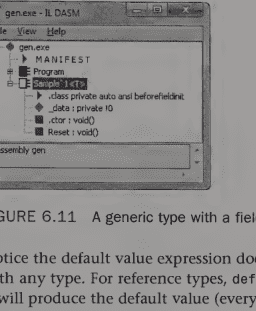 gen.exe - IL DASM
le View Help
gen.exe
MANIFEST
Program
Sample`1<T>
.class private auto ansi beforefieldinit
_data : private !0
.ctor : void()
Reset : void()
ssembly gen
GURE 6.11 A generic type with a fiel
otice the default value expression doe
th any type. For reference types, def
will produce the default value (every